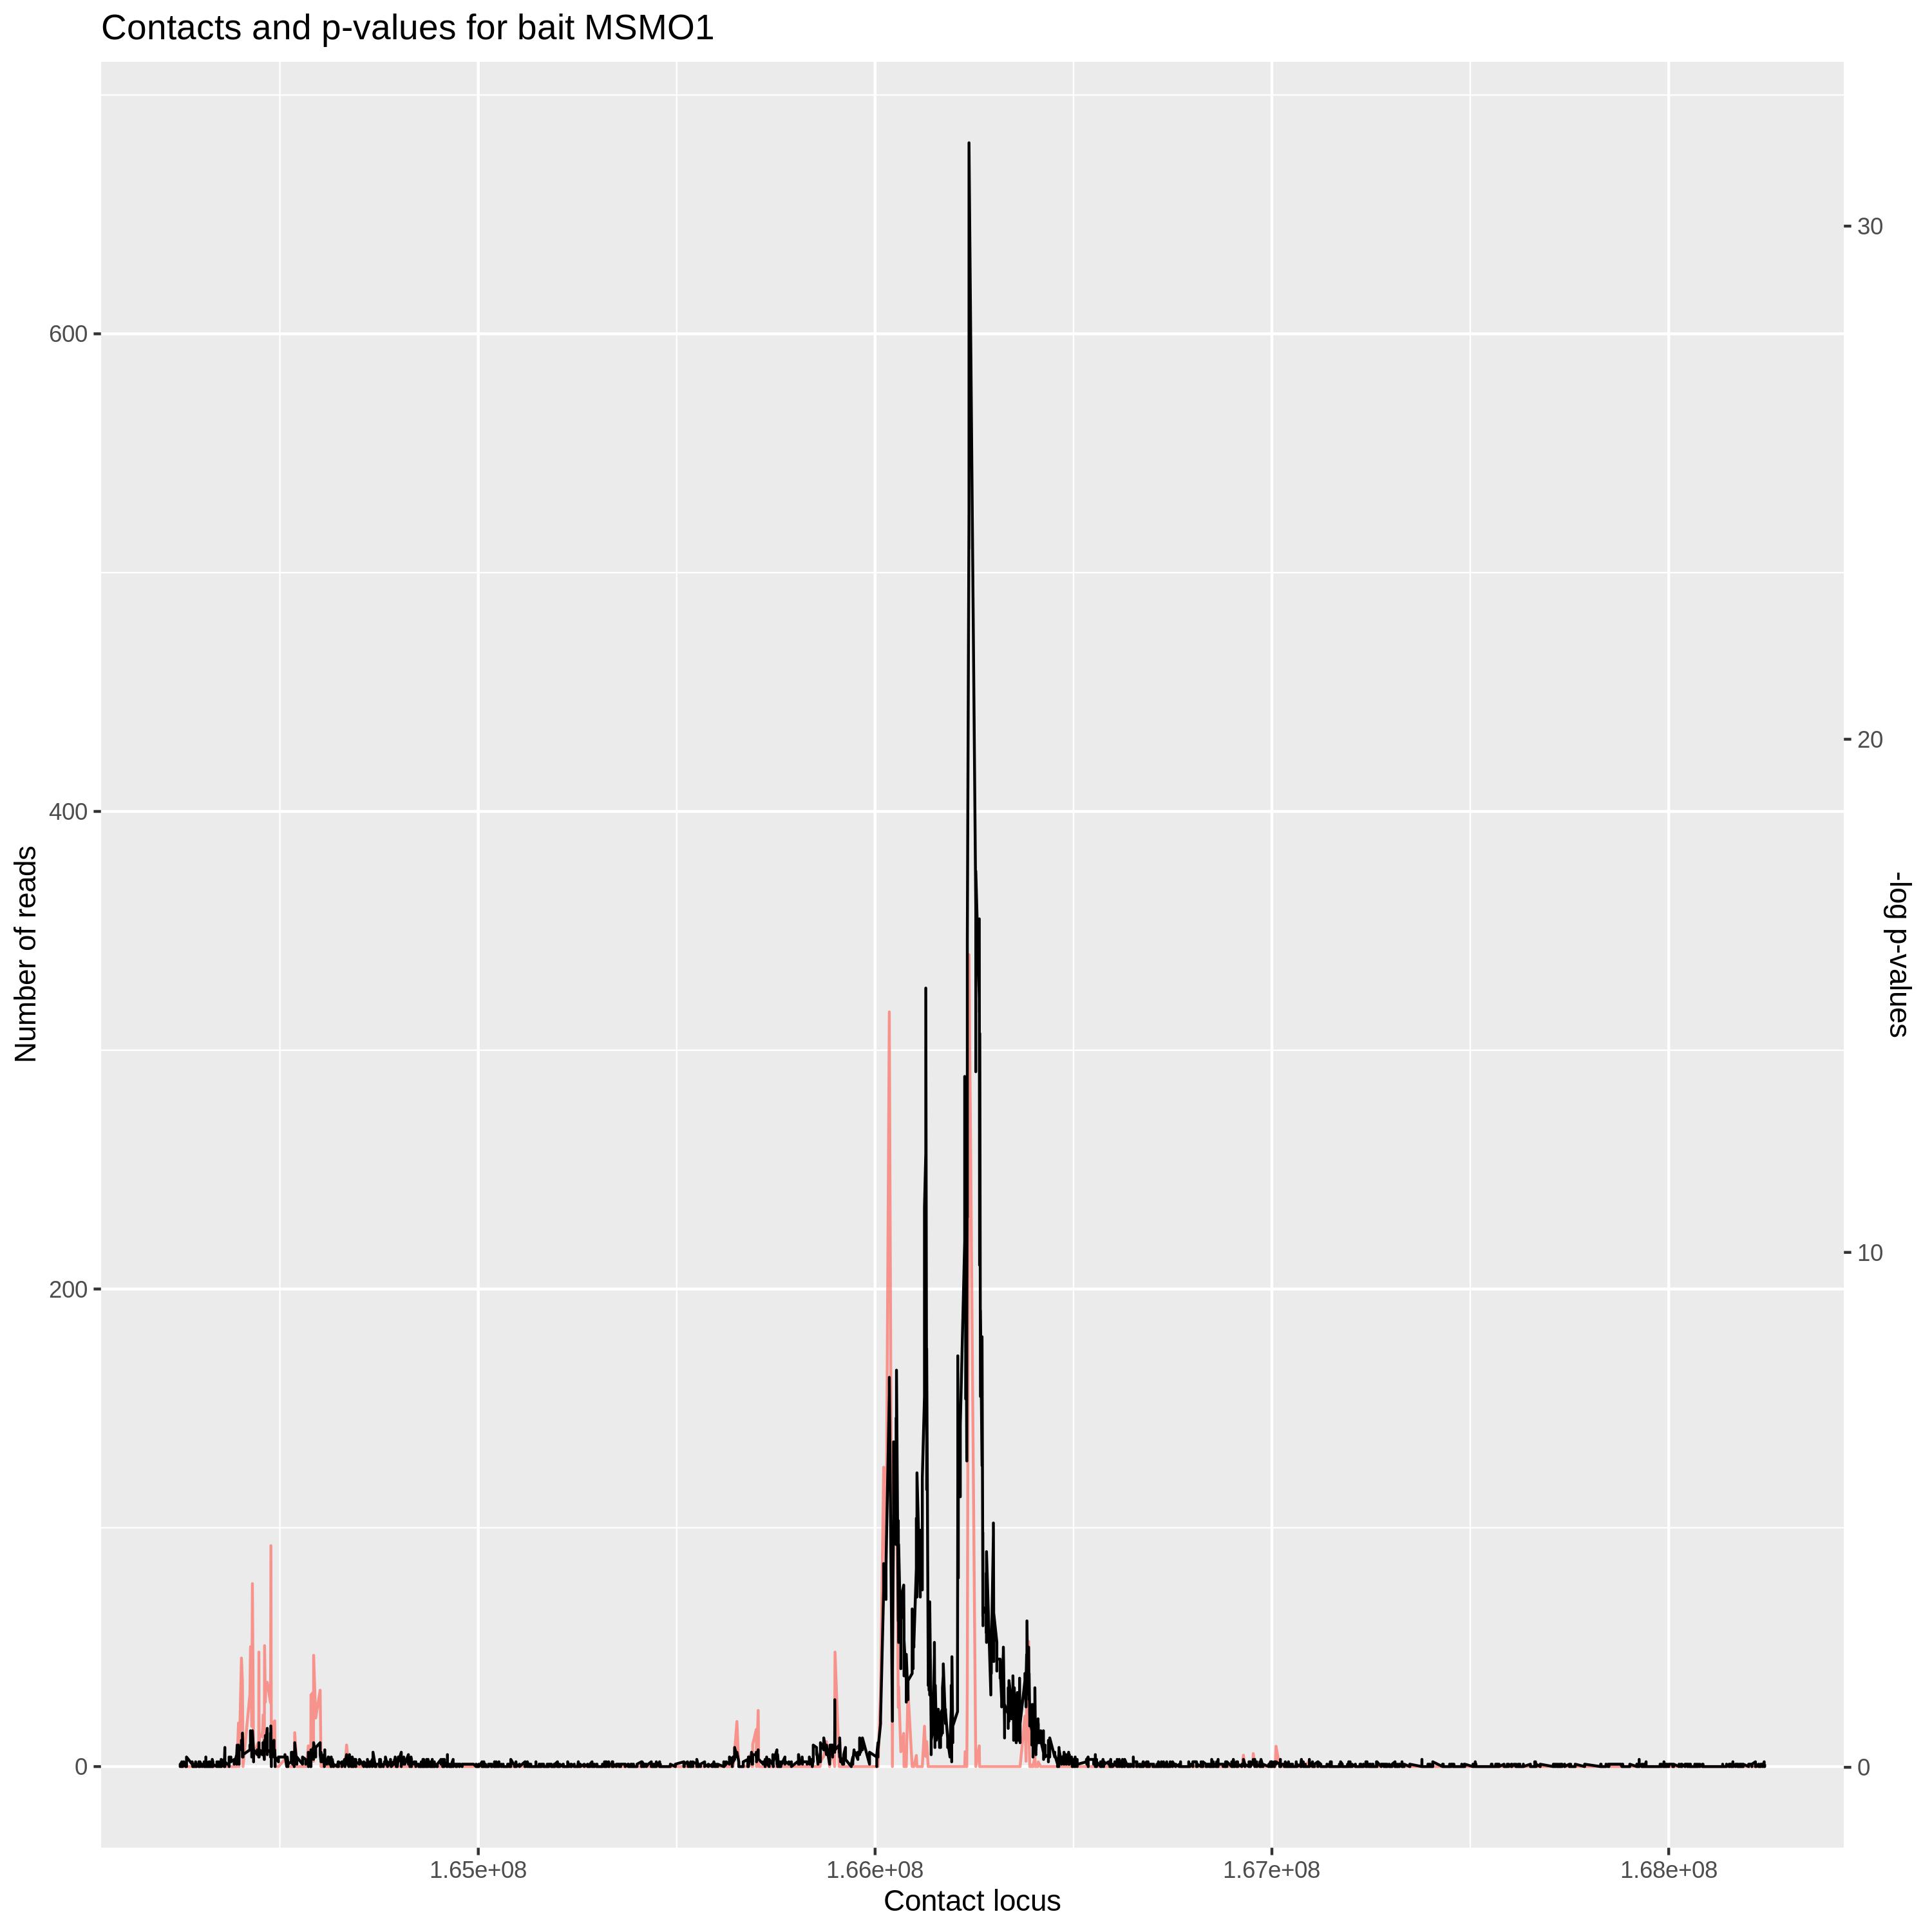 Contacts and p-values for bait MSMO1
Number of reads
600
400
200
0
30
20
10
0
-log p-values
1.65e+08
1.66e+08
1.67e+08
1.68e+08
Contact locus